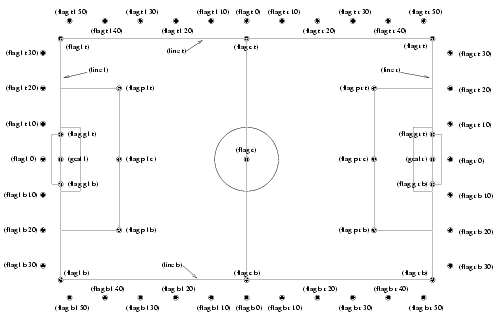 (flag t l 50) (flag t l 30) (flag t l 10) (flag t 0) (flag t r 10) (flag t r 30) (flag t r 50)
(flag t l 40) (flag t l 20) (flag t r 20) (flag t r 40)
(flag l t) (line t) (flag c t) (flag r t)
(flag l t 30) (flag r t 30)
(line l) (line r)
(flag l t 20) (flag p l t) (flag p r t) (flag r t 20)
(flag l t 10) (flag r t 10)
(flag g l t) (flag g r t)
(flag c)
(flag l 0) (goal l) (flag p l c) (flag p r c) (goal r) (flag r 0)
(flag g l b) (flag g r b)
(flag l b 10) (flag r b 10)
(flag l b 20) (flag p l b) (flag p r b) (flag r b 20)
(flag l b 30) (line b) (flag r b 30)
(flag l b) (flag c b) (flag r b)
(flag b l 40) (flag b l 20) (flag b r 20) (flag b r 40)
(flag b l 50) (flag b l 30) (flag b l 10) (flag b 0) (flag b r 10) (flag b r 30) (flag b r 50)